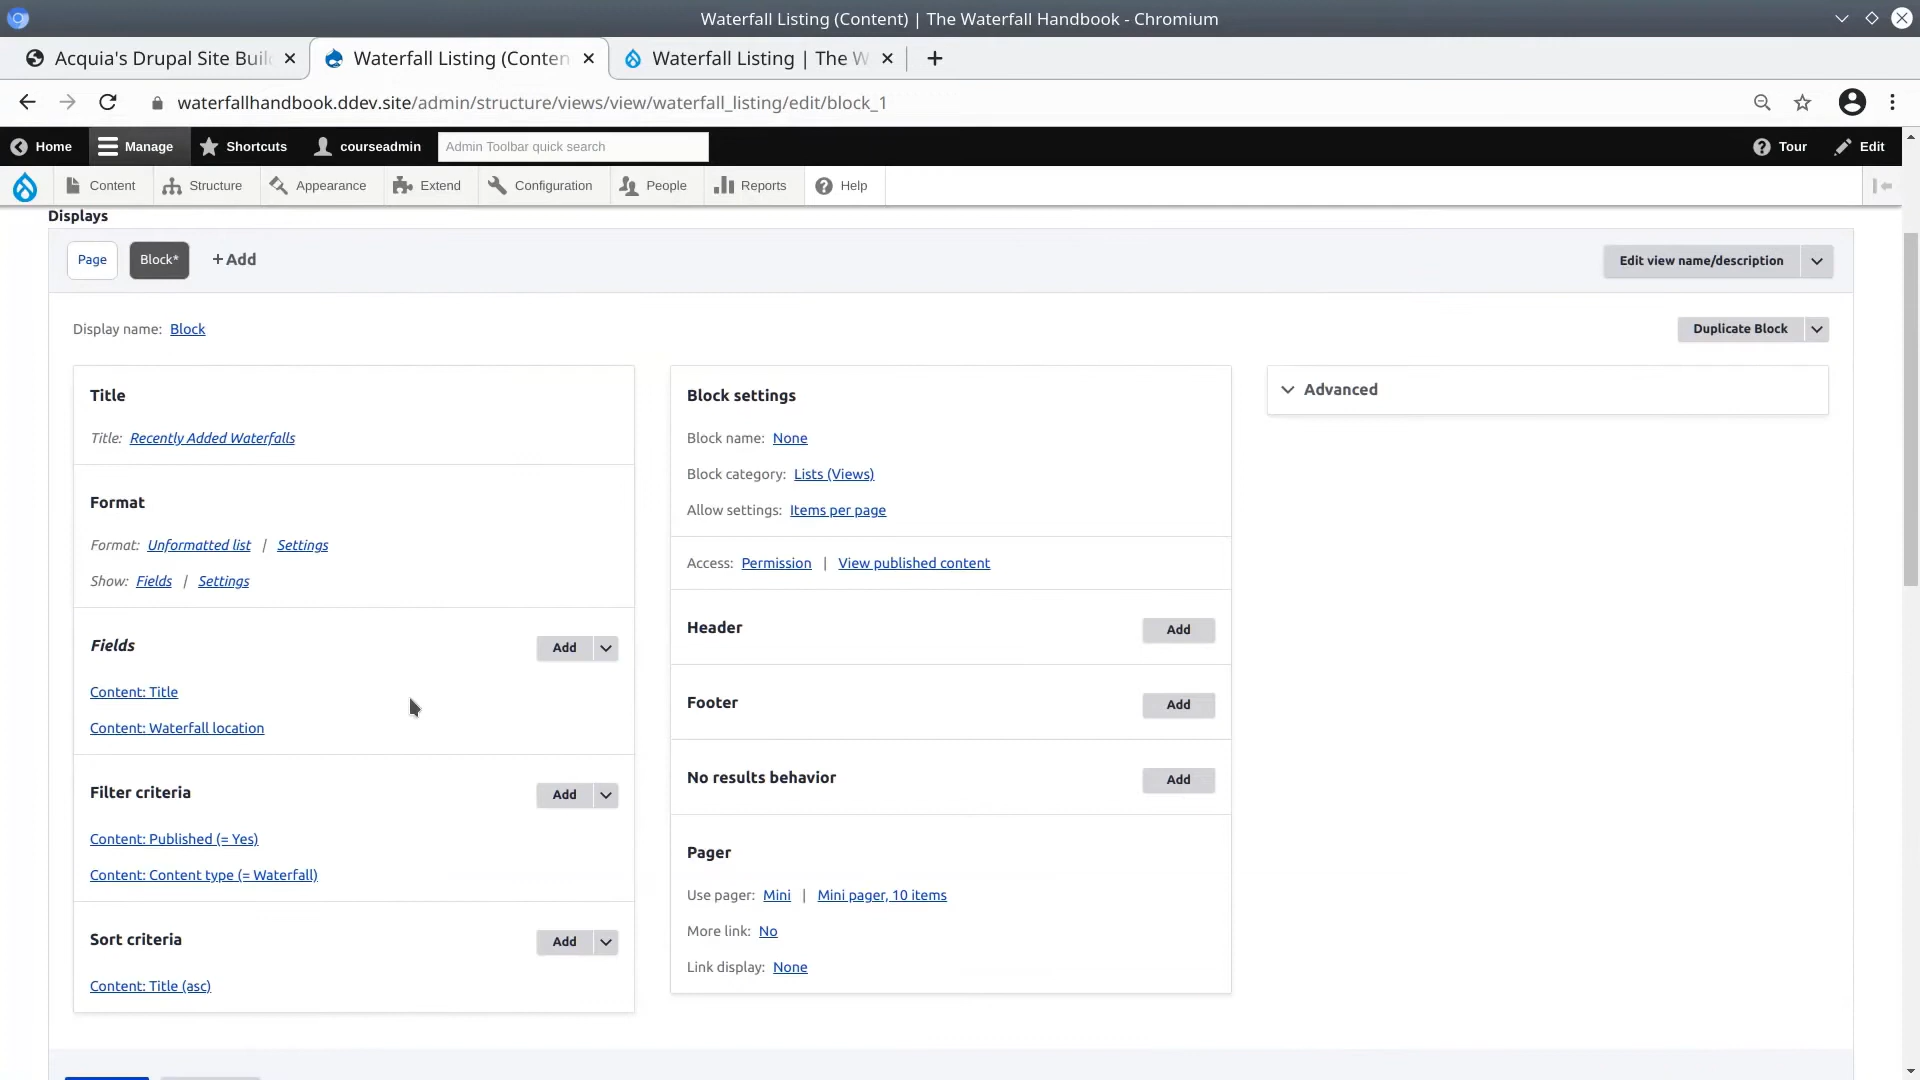 Waterfall Listing (Content) | The Waterfall Handbook - Chromium
Acquia's Drupal Site Buil
Waterfall Listing (Conten
Waterfall Listing | The W
waterfallhandbook.ddev.site/admin/structure/views/view/waterfall_listing/edit/block_1
Home
Manage
Shortcuts
courseadmin
Admin Toolbar quick search
Tour
Edit
Content
Structure
Appearance
Extend
Configuration
People
Reports
Help
Displays
Page
Block*
+ Add
Edit view name/description
Display name: Block
Duplicate Block
Title
Title: Recently Added Waterfalls
Format
Format: Unformatted list | Settings
Show: Fields | Settings
Fields
Add
Content: Title
Content: Waterfall location
Filter criteria
Add
Content: Published (= Yes)
Content: Content type (= Waterfall)
Sort criteria
Add
Content: Title (asc)
Block settings
Block name: None
Block category: Lists (Views)
Allow settings: Items per page
Access: Permission | View published content
Header
Add
Footer
Add
No results behavior
Add
Pager
Use pager: Mini | Mini pager, 10 items
More link: No
Link display: None
Advanced